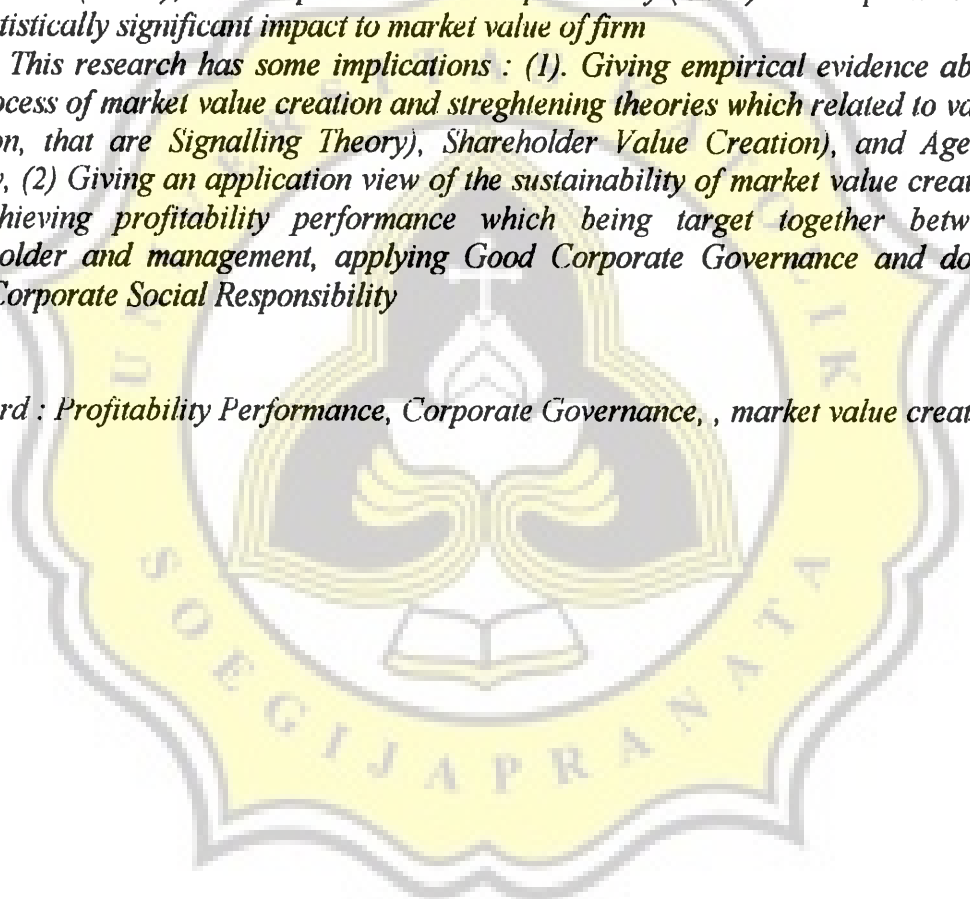 tistically significant impact to market value of firm
This research has some implications : (1). Giving empirical evidence ab
ocess of market value creation and streghtening theories which related to va
on, that are Signalling Theory), Shareholder Value Creation), and Age
, (2) Giving an application view of the sustainability of market value creat
hieving profitability performance which being target together betw
older and management, applying Good Corporate Governance and do
Corporate Social Responsibility
rd : Profitability Performance, Corporate Governance, , market value creat
SOEGIJAPRANATA